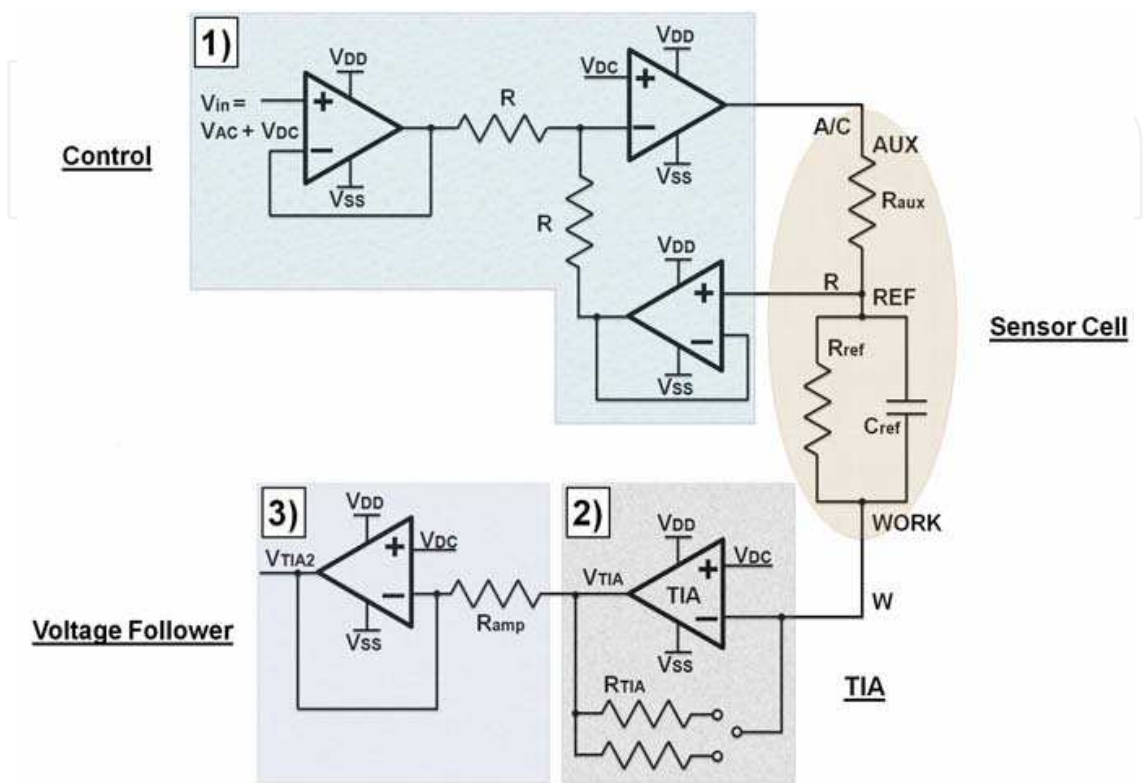 1)
Control
Vin =
VAC + VDC
+
−
VDD
VSS
R
R
VDC
+
−
VDD
VSS
VDD
+
−
VSS
A/C
AUX
Raux
R
REF
Rref
Cref
WORK
W
Sensor Cell
3)
VDD
VTIA2
+
−
VDC
VSS
Ramp
Voltage Follower
2)
VDD
VTIA
TIA
+
−
VDC
VSS
RTIA
TIA